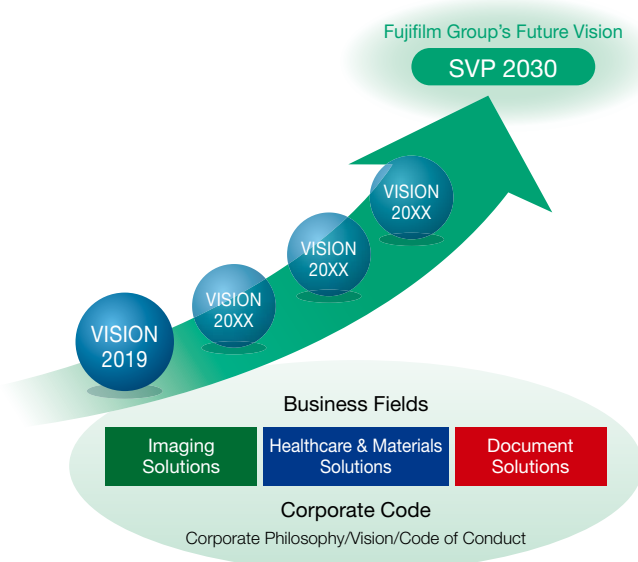 Fujifilm Group's Future Vision
SVP 2030
VISION
20XX
VISION
20XX
VISION
20XX
VISION
2019
Business Fields
Imaging
Solutions
Healthcare & Materials
Solutions
Document
Solutions
Corporate Code
Corporate Philosophy/Vision/Code of Conduct